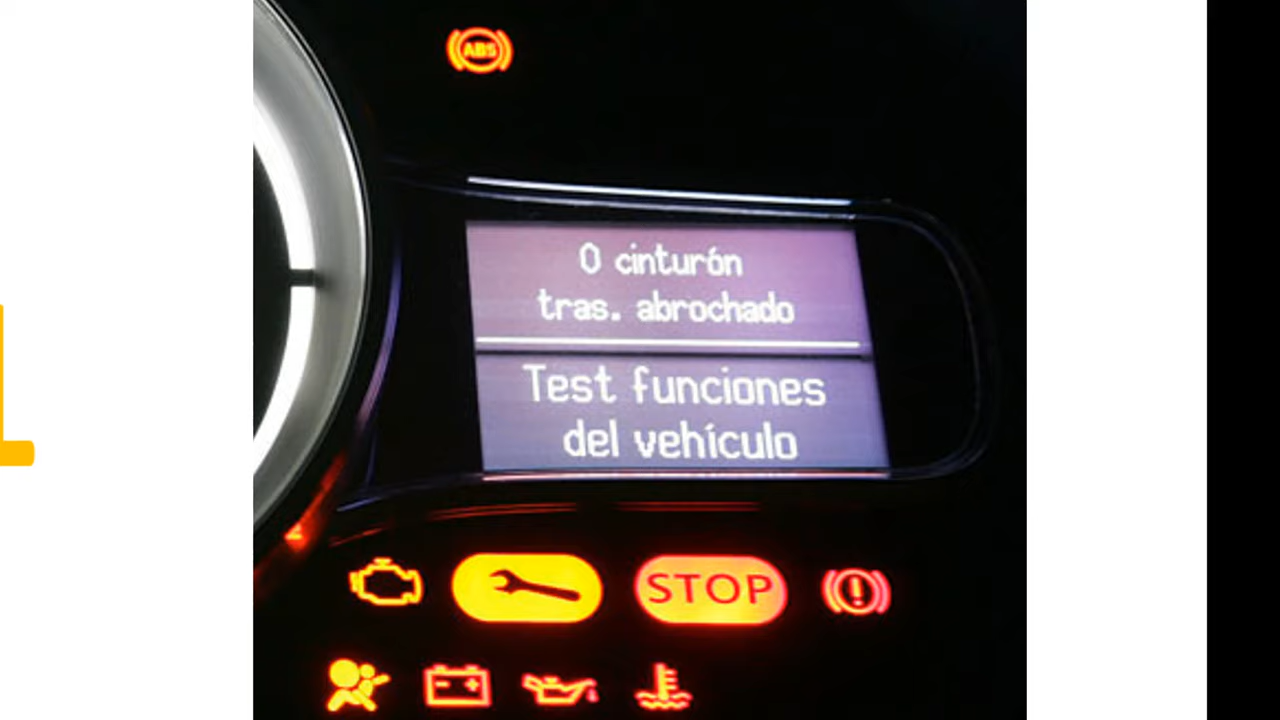 ABS
0 cinturón
tras. abrochado
Test funciones
del vehículo
STOP